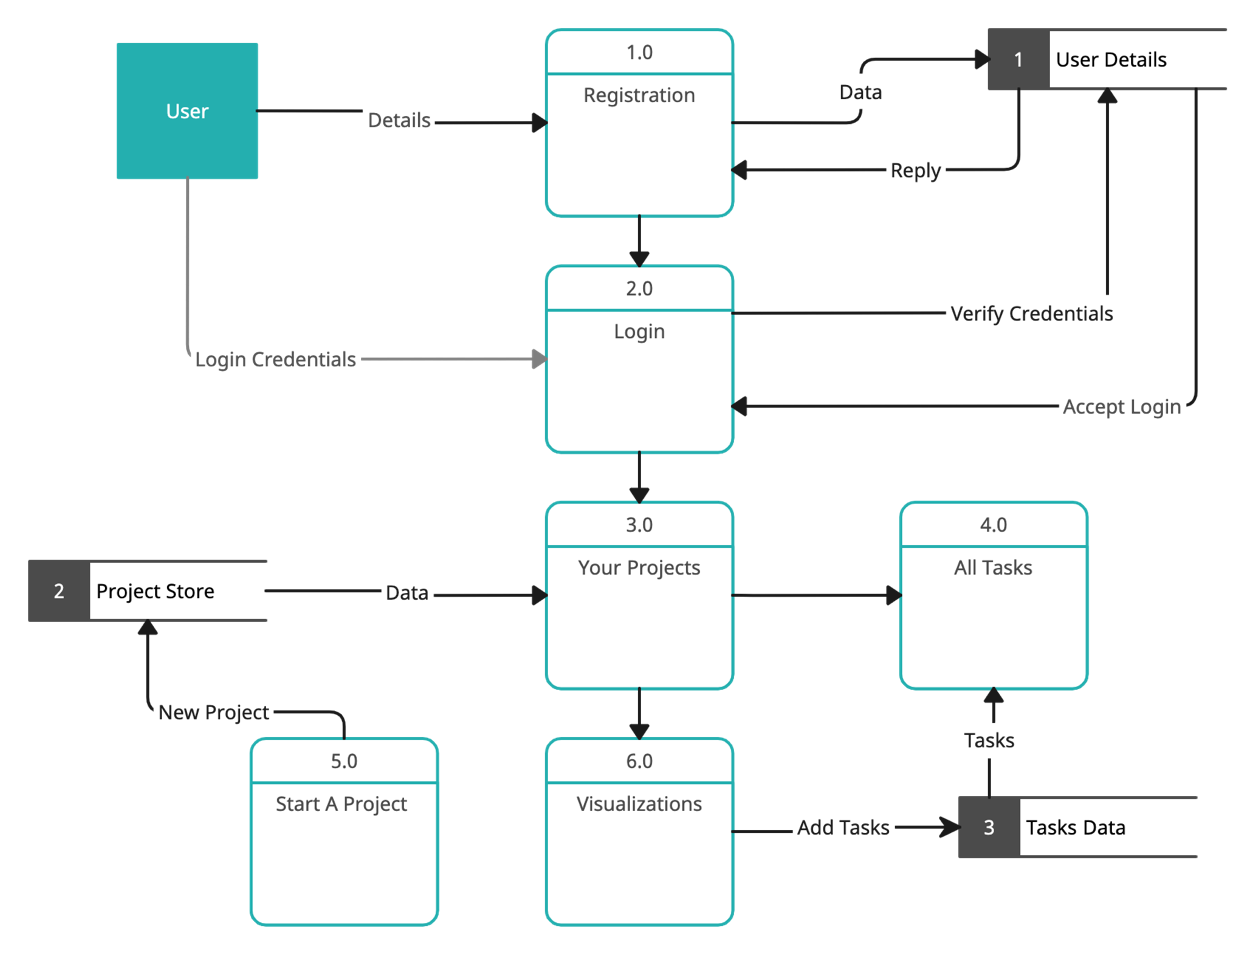 User
Details
1.0
Registration
Data
1
User Details
Reply
2.0
Login
Verify Credentials
Login Credentials
Accept Login
3.0
Your Projects
4.0
All Tasks
2
Project Store
Data
New Project
Tasks
5.0
Start A Project
6.0
Visualizations
Add Tasks
3
Tasks Data